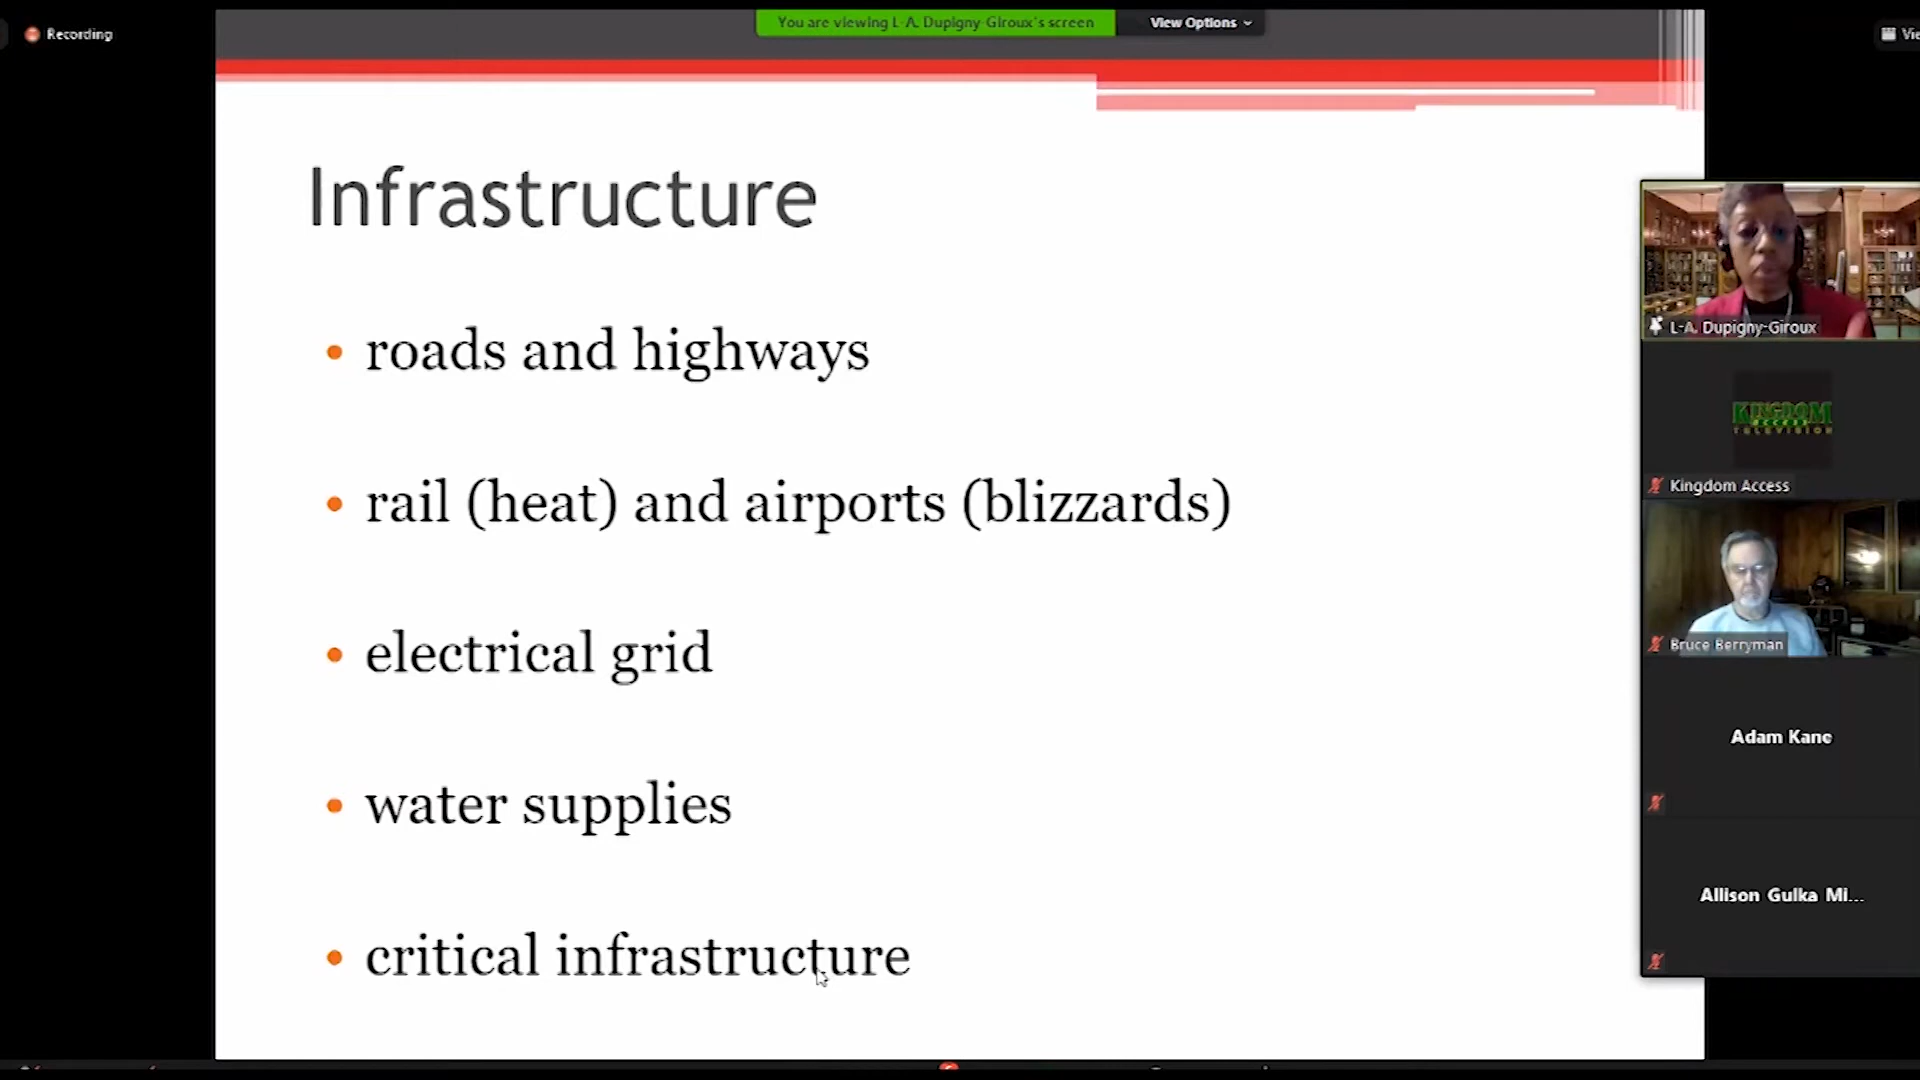 Recording
You are viewing L-A. Dupigny-Giroux's screen
View Options
Infrastructure
• roads and highways
• rail (heat) and airports (blizzards)
• electrical grid
• water supplies
• critical infrastructure
L-A. Dupigny-Giroux
KINGDOM
ACCESS
TELEVISION
Kingdom Access
Bruce Berryman
Adam Kane
Allison Gulka Mi...